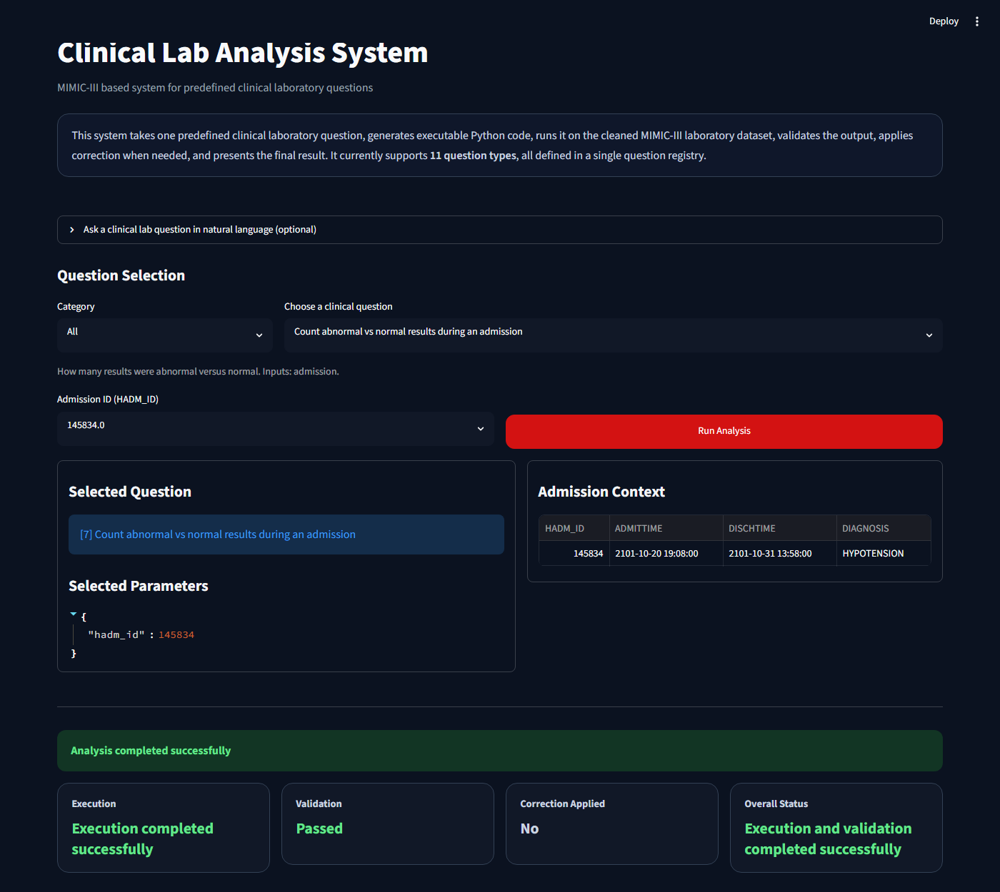 Deploy
Clinical Lab Analysis System
MIMIC-III based system for predefined clinical laboratory questions
This system takes one predefined clinical laboratory question, generates executable Python code, runs it on the cleaned MIMIC-III laboratory dataset, validates the output, applies
correction when needed, and presents the final result. It currently supports 11 question types, all defined in a single question registry.
Ask a clinical lab question in natural language (optional)
Question Selection
Category
Choose a clinical question
All
Count abnormal vs normal results during an admission
How many results were abnormal versus normal. Inputs: admission.
Admission ID (HADM_ID)
145834.0
Run Analysis
Selected Question
[7] Count abnormal vs normal results during an admission
Selected Parameters
{
"hadm_id" : 145834
}
Admission Context
HADM_ID ADMITTIME DISCHTIME DIAGNOSIS
145834 2101-10-20 19:08:00 2101-10-31 13:58:00 HYPOTENSION
Analysis completed successfully
Execution
Execution completed
successfully
Validation
Passed
Correction Applied
No
Overall Status
Execution and validation
completed successfully